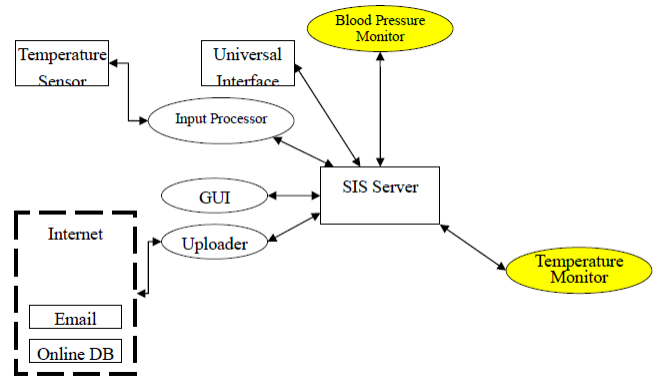 Blood Pressure
Monitor
Temperature
Sensor
Universal
Interface
Input Processor
SIS Server
GUI
Internet
Uploader
Temperature
Monitor
Email
Online DB